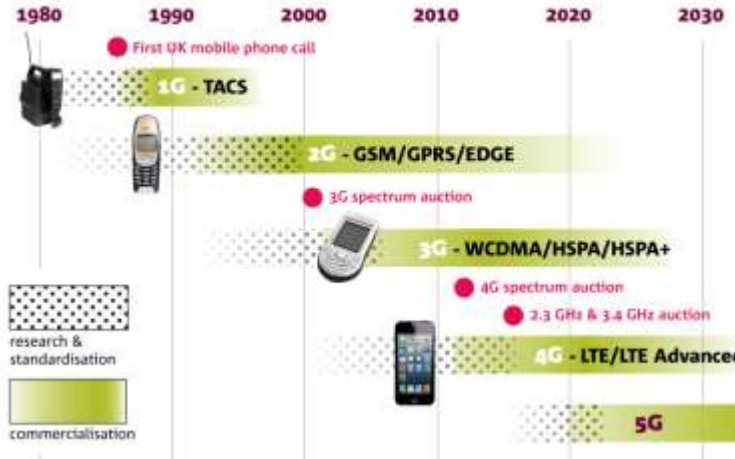 1980 1990 2000 2010 2020 2030
First UK mobile phone call
1G - TACS
2G - GSM/GPRS/EDGE
3G spectrum auction
3G - WCDMA/HSPA/HSPA+
4G spectrum auction
2.3 GHz & 3.4 GHz auction
research &
standardisation
4G - LTE/LTE Advanced
commercialisation
5G